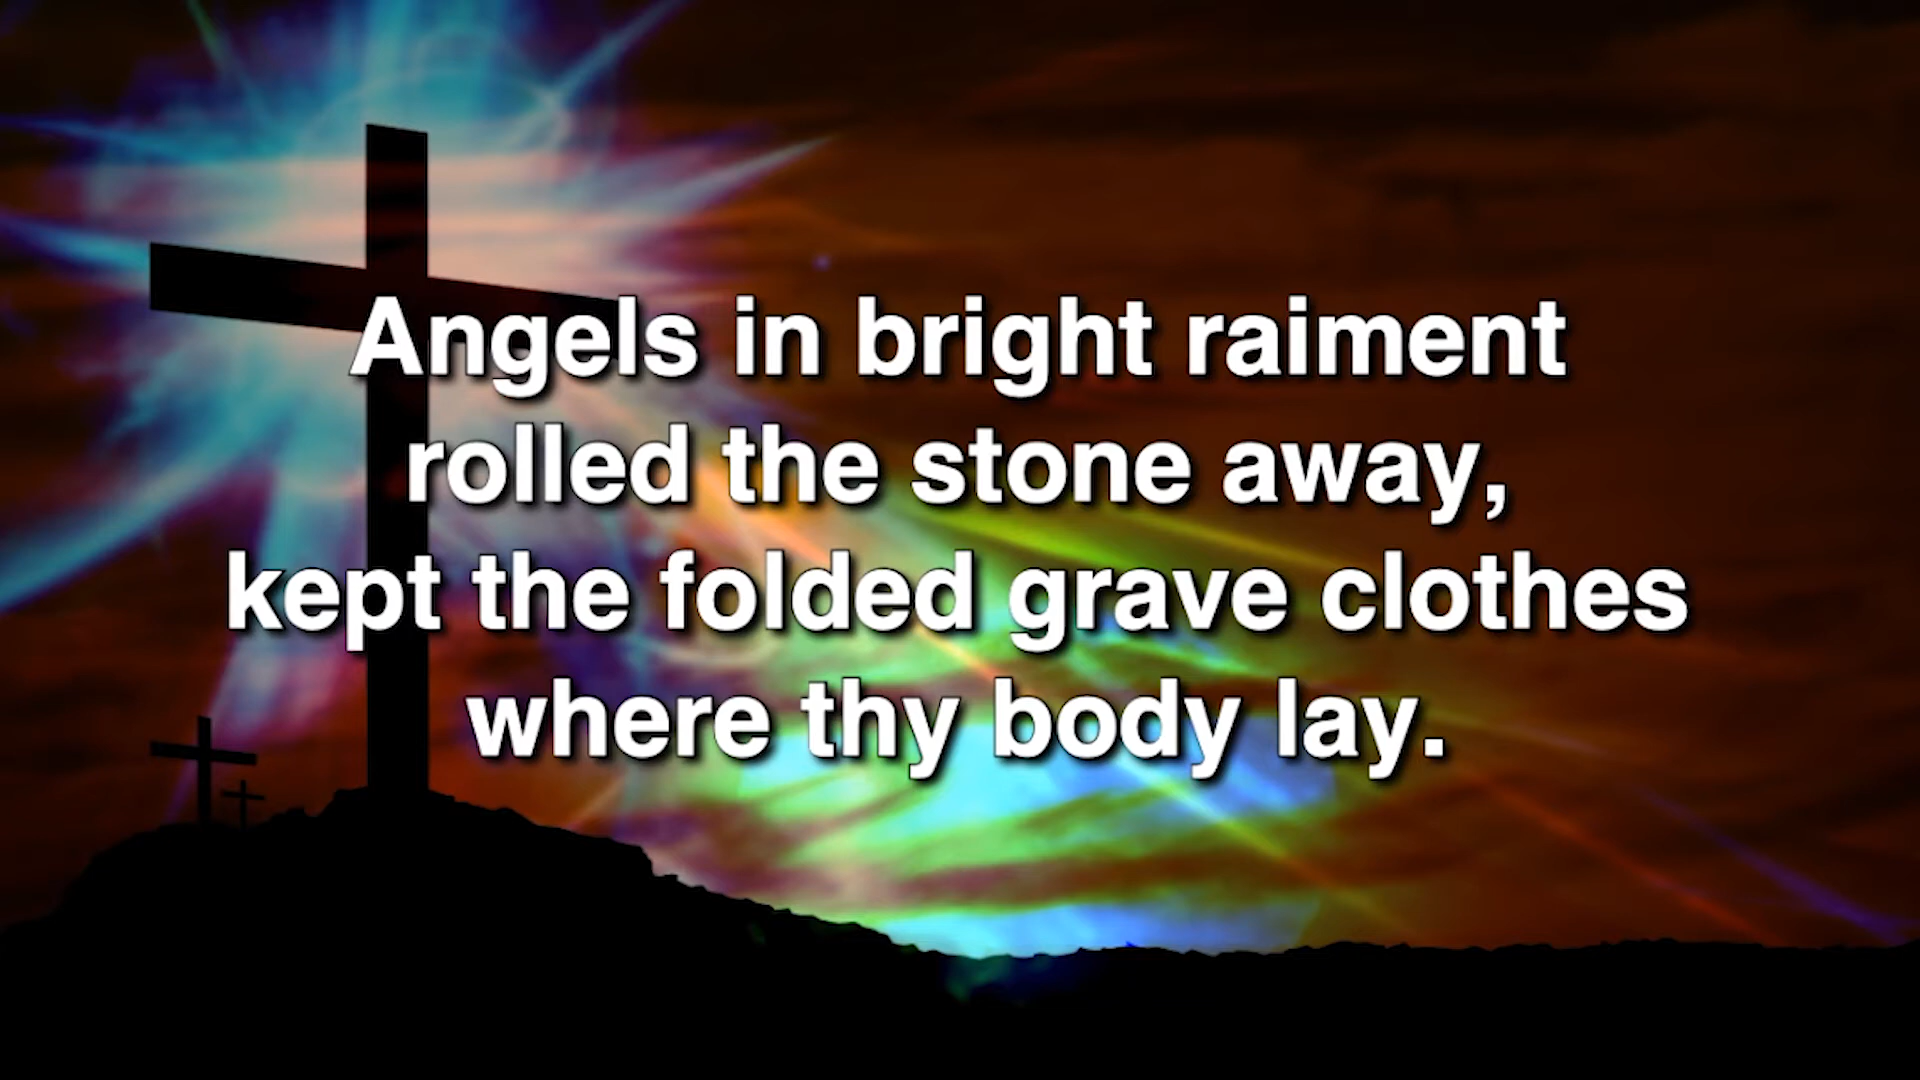 Angels in bright raiment
rolled the stone away,
kept the folded grave clothes
where thy body lay.